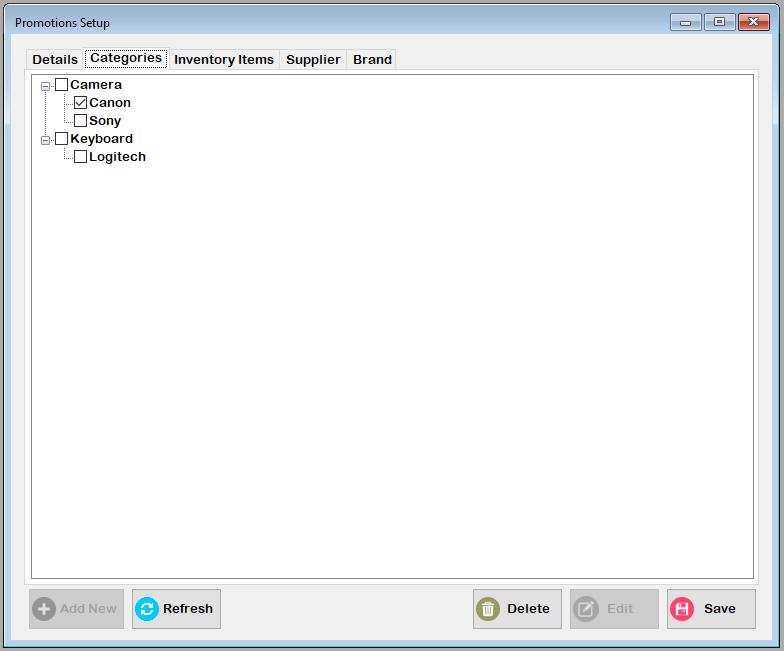 Promotions Setup
Details Categories Inventory Items Supplier Brand
Camera
Canon
Sony
Keyboard
Logitech
Add New Refresh Delete Edit Save